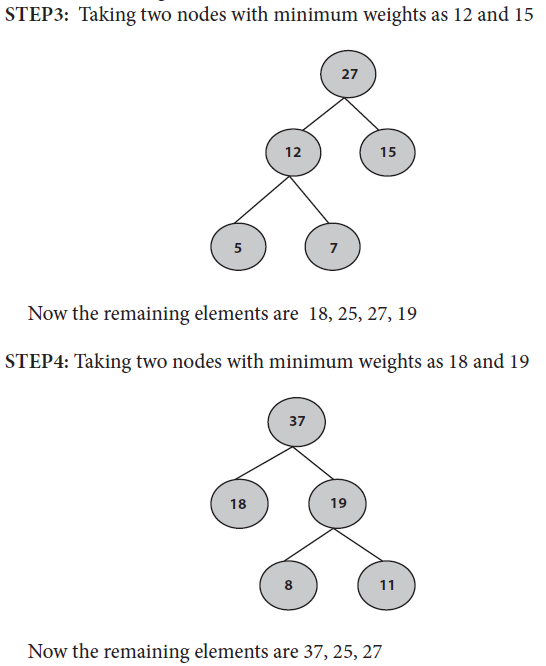 STEP3: Taking two nodes with minimum weights as 12 and 15
27
12 15
5 7
Now the remaining elements are 18, 25, 27, 19
STEP4: Taking two nodes with minimum weights as 18 and 19
37
18 19
8 11
Now the remaining elements are 37, 25, 27